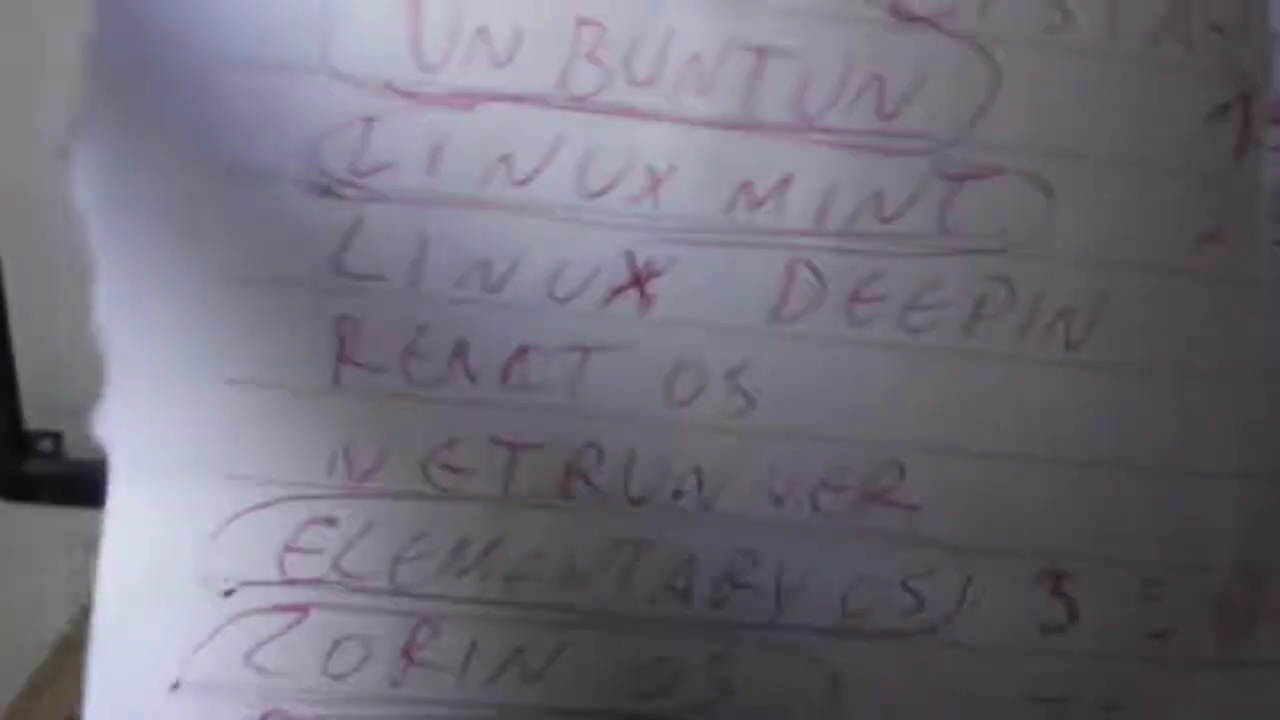 UNBUNTUN
LINUX MINT
LINUX DEEPIN
REACT OS
NETRUNNER
ELEMENTARY OS 3
ZORIN OS